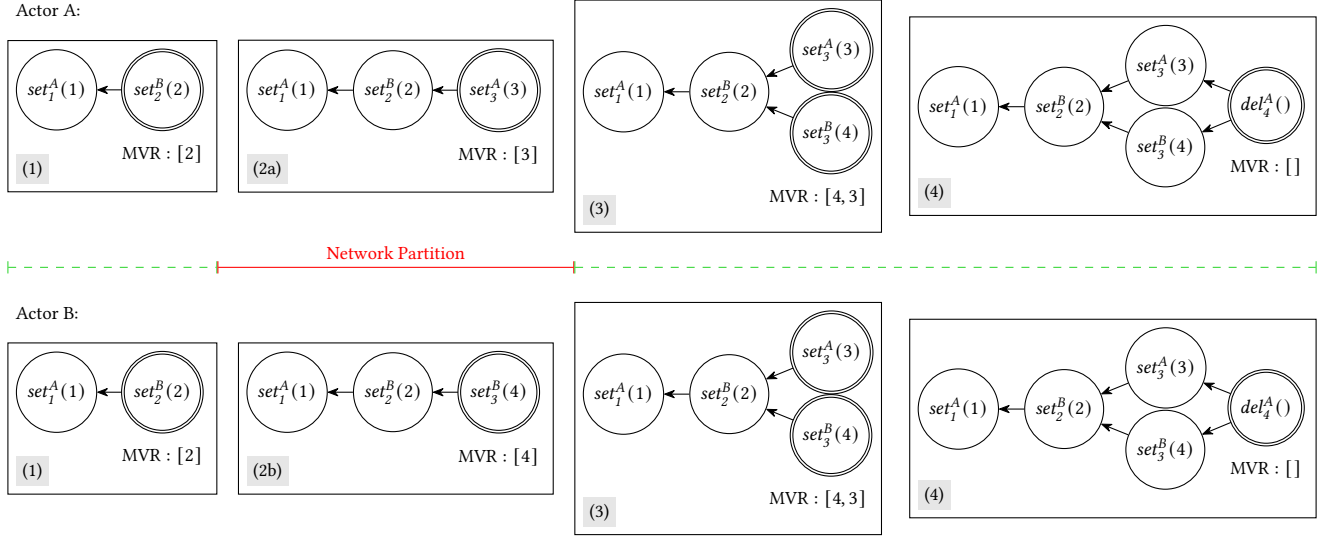 Actor A:
set₁ᴬ(1) set₂ᴮ(2)
MVR : [2]
(1)
set₁ᴬ(1) set₂ᴮ(2) set₃ᴬ(3)
MVR : [3]
(2a)
set₁ᴬ(1) set₂ᴮ(2) set₃ᴬ(3) set₃ᴮ(4)
MVR : [4, 3]
(3)
set₁ᴬ(1) set₂ᴮ(2) set₃ᴬ(3) set₃ᴮ(4) del₄ᴬ()
MVR : []
(4)
Network Partition
Actor B:
set₁ᴬ(1) set₂ᴮ(2)
MVR : [2]
(1)
set₁ᴬ(1) set₂ᴮ(2) set₃ᴮ(4)
MVR : [4]
(2b)
set₁ᴬ(1) set₂ᴮ(2) set₃ᴬ(3) set₃ᴮ(4)
MVR : [4, 3]
(3)
set₁ᴬ(1) set₂ᴮ(2) set₃ᴬ(3) set₃ᴮ(4) del₄ᴬ()
MVR : []
(4)